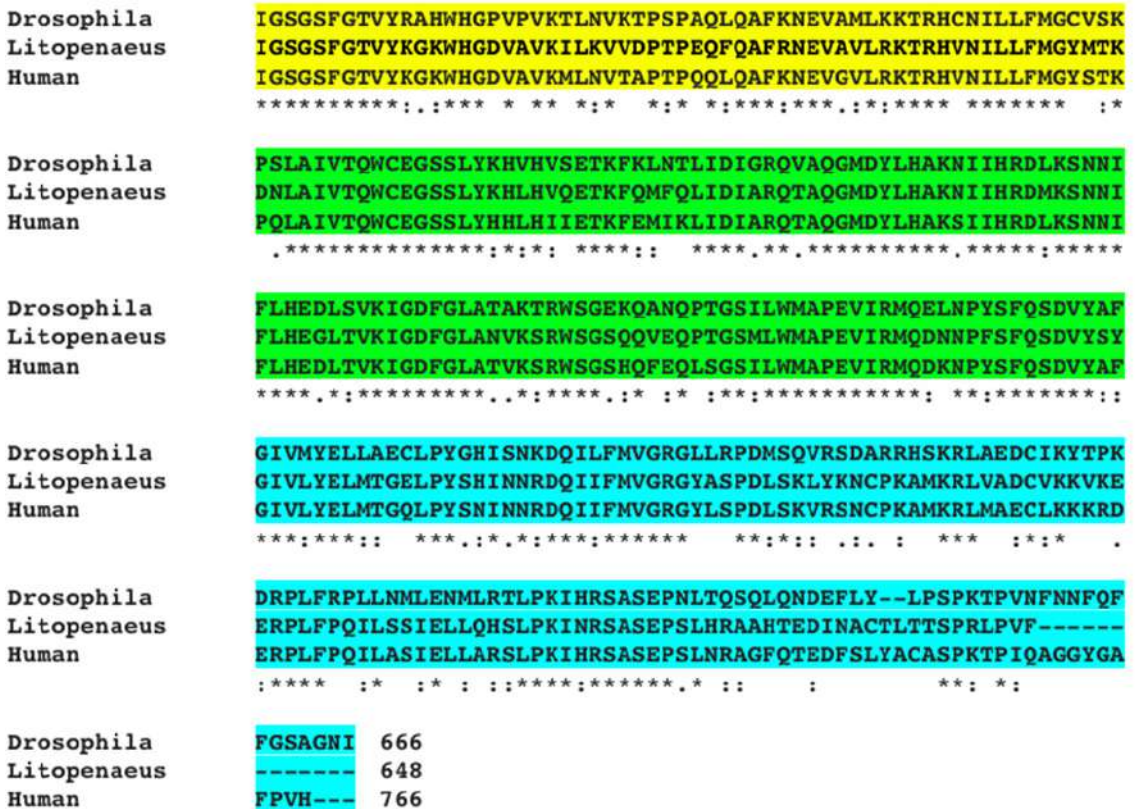 Drosophila IGSGSFGTVYRAHWHGPVPVKTLNVKTPSPAQLQAFKNEVAMLKKTRHCNILLFMGCVSK
Litopenaeus IGSGSFGTVYKGKWHGDVAVKILKVVDPTPEQFQAFRNEVAVLRKTRHVNILLFMGYMTK
Human IGSGSFGTVYKGKWHGDVAVKMLNVTAPTPQQLQAFKNEVGVLRKTRHVNILLFMGYSTK
**********:.:*** * ** *:* *:* *:***:***.:*:**** ******* :*
Drosophila PSLAIVTQWCEGSSLYKHVHVSETKFKLNTLIDIGRQVAQGMDYLHAKNIIHRDLKSNNI
Litopenaeus DNLAIVTQWCEGSSLYKHLHVQETKFQMFQLIDIARQTAQGMDYLHAKNIIHRDMKSNNI
Human PQLAIVTQWCEGSSLYHHLHIIETKFEMIKLIDIARQTAQGMDYLHAKSIIHRDLKSNNI
.**************:*:*: ****:: ****.**.**********.*****:*****
Drosophila FLHEDLSVKIGDFGLATAKTRWSGEKQANQPTGSILWMAPEVIRMQELNPYSFQSDVYAF
Litopenaeus FLHEGLTVKIGDFGLANVKSRWSGSQQVEQPTGSMLWMAPEVIRMQDNNPFSFQSDVYSY
Human FLHEDLTVKIGDFGLATVKSRWSGSHQFEQLSGSILWMAPEVIRMQDKNPYSFQSDVYAF
****.*:*********..*:****.:* :* :**:***********: **:*******::
Drosophila GIVMYELLAECLPYGHISNKDQILFMVGRGLLRPDMSQVRSDARRHSKRLAEDCIKYTPK
Litopenaeus GIVLYELMTGELPYSHINNRDQIIFMVGRGYASPDLSKLYKNCPKAMKRLVADCVKKVKE
Human GIVLYELMTGQLPYSNINNRDQIIFMVGRGYLSPDLSKVRSNCPKAMKRLMAECLKKKRD
***:***:: ***.:*.*:***:****** **:*:: .:. : *** :*:* .
Drosophila DRPLFRPLLNMLENMLRTLPKIHRSASEPNLTQSQLQNDEFLY--LPSPKTPVNFNNFQF
Litopenaeus ERPLFPQILSSIELLQHSLPKINRSASEPSLHRAAHTEDINACTLTTSPRLPVF------
Human ERPLFPQILASIELLARSLPKIHRSASEPSLNRAGFQTEDFSLYACASPKTPIQAGGYGA
:**** :* :* : ::****:******.* :: : **: *:
Drosophila FGSAGNI 666
Litopenaeus ------- 648
Human FPVH--- 766